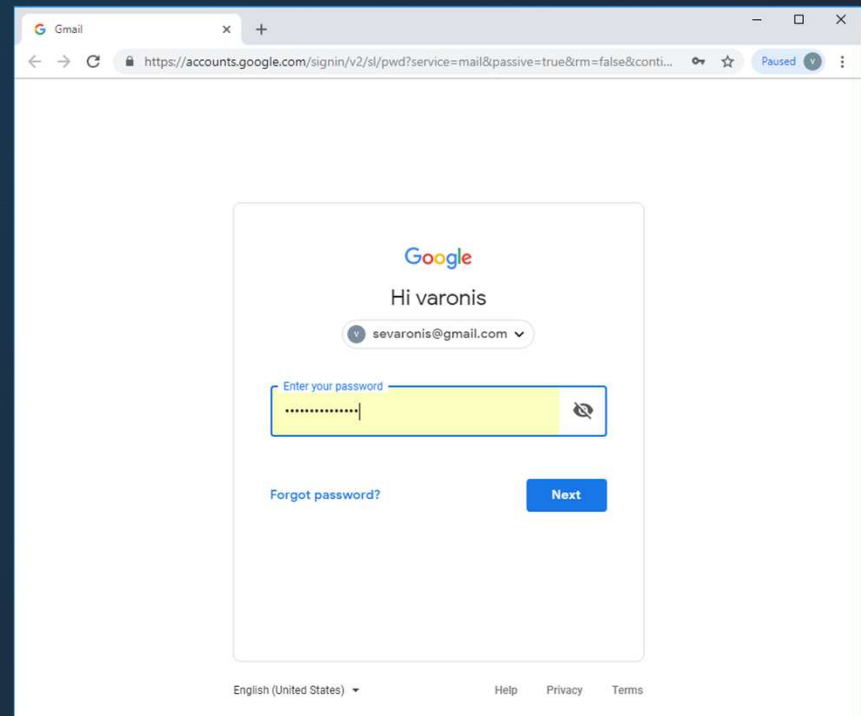 Gmail
https://accounts.google.com/signin/v2/sl/pwd?service=mail&passive=true&rm=false&conti...
Paused
V
Google
Hi varonis
V
sevaronis@gmail.com
Enter your password
•••••••••••••••
Forgot password?
Next
English (United States)
Help
Privacy
Terms